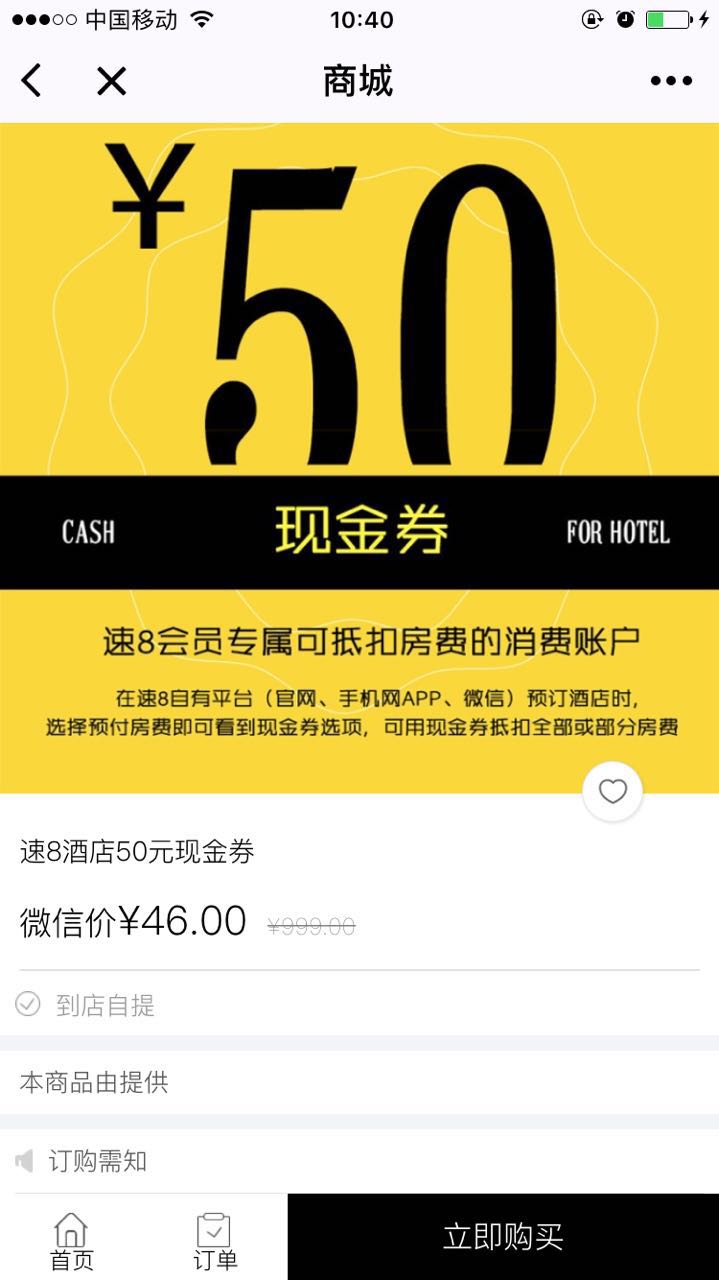 中国移动 10:40
商城
¥50
CASH 现金券 FOR HOTEL
速8会员专属可抵扣房费的消费账户
在速8自有平台（官网、手机网APP、微信）预订酒店时,
选择预付房费即可看到现金券选项，可用现金券抵扣全部或部分房费
速8酒店50元现金券
微信价¥46.00 ¥999.00
到店自提
本商品由提供
订购需知
首页 订单 立即购买